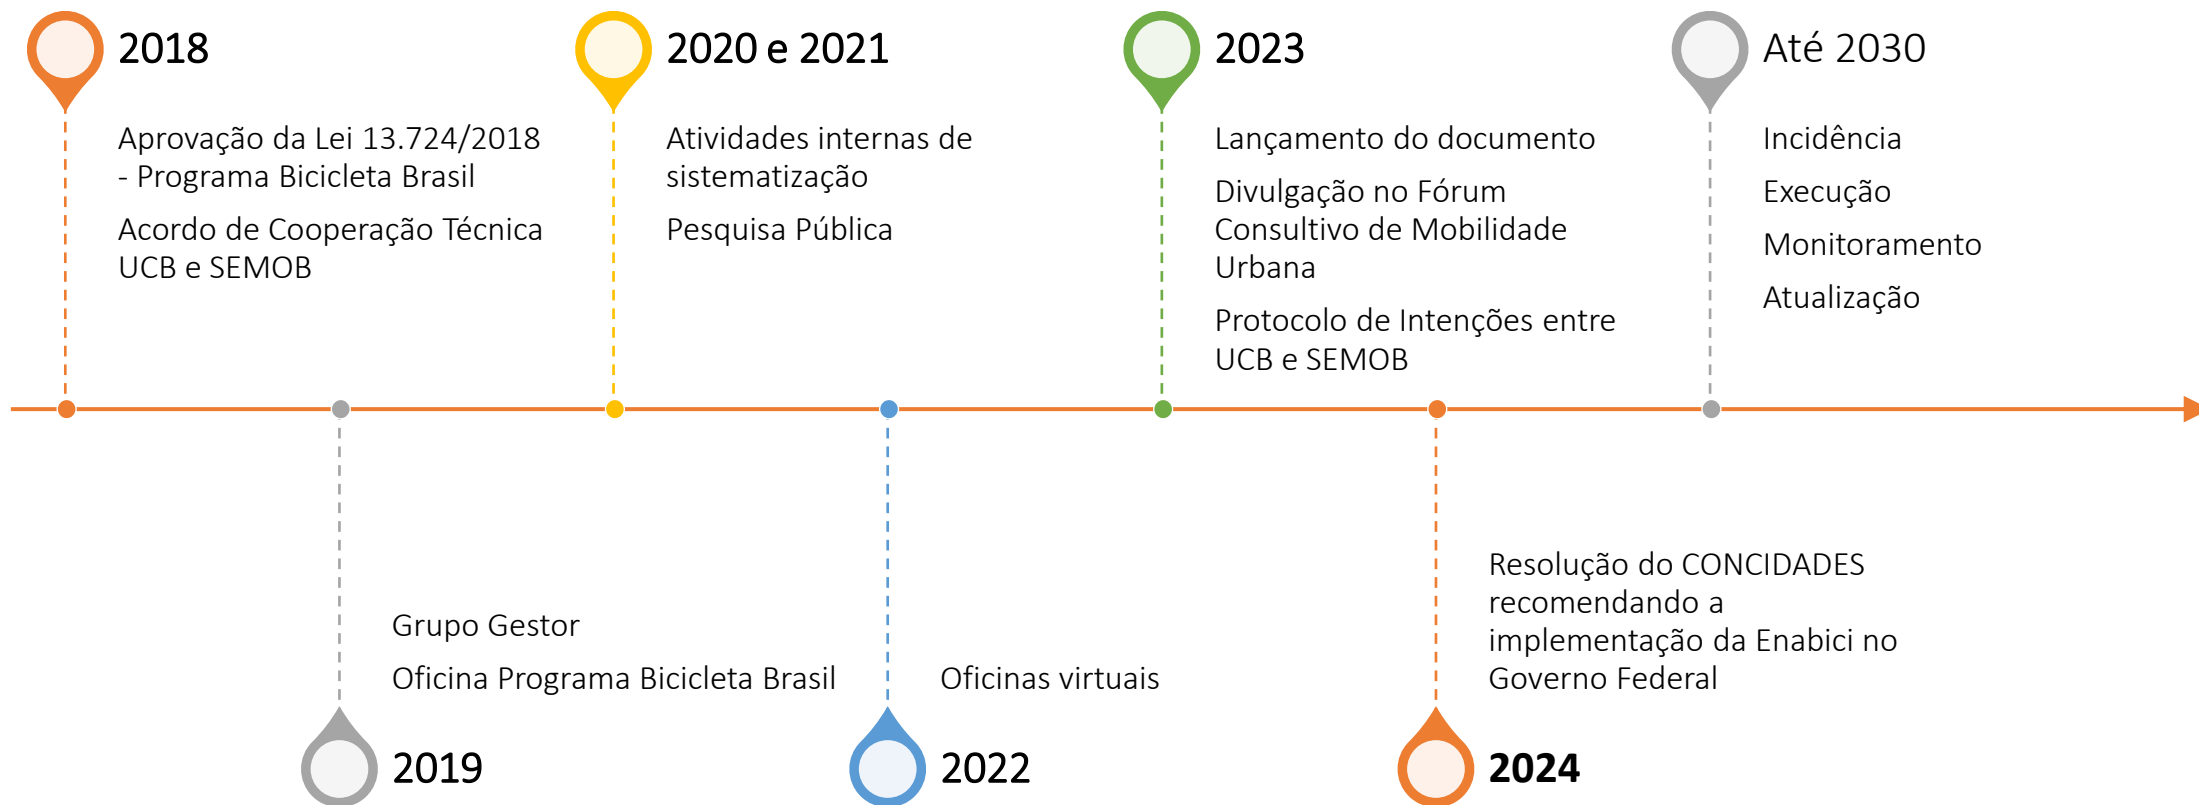 2018
Aprovação da Lei 13.724/2018
- Programa Bicicleta Brasil
Acordo de Cooperação Técnica
UCB e SEMOB
2020 e 2021
Atividades internas de
sistematização
Pesquisa Pública
2023
Lançamento do documento
Divulgação no Fórum
Consultivo de Mobilidade
Urbana
Protocolo de Intenções entre
UCB e SEMOB
Até 2030
Incidência
Execução
Monitoramento
Atualização
Grupo Gestor
Oficina Programa Bicicleta Brasil
2019
Oficinas virtuais
2022
Resolução do CONCIDADES
recomendando a
implementação da Enabici no
Governo Federal
2024